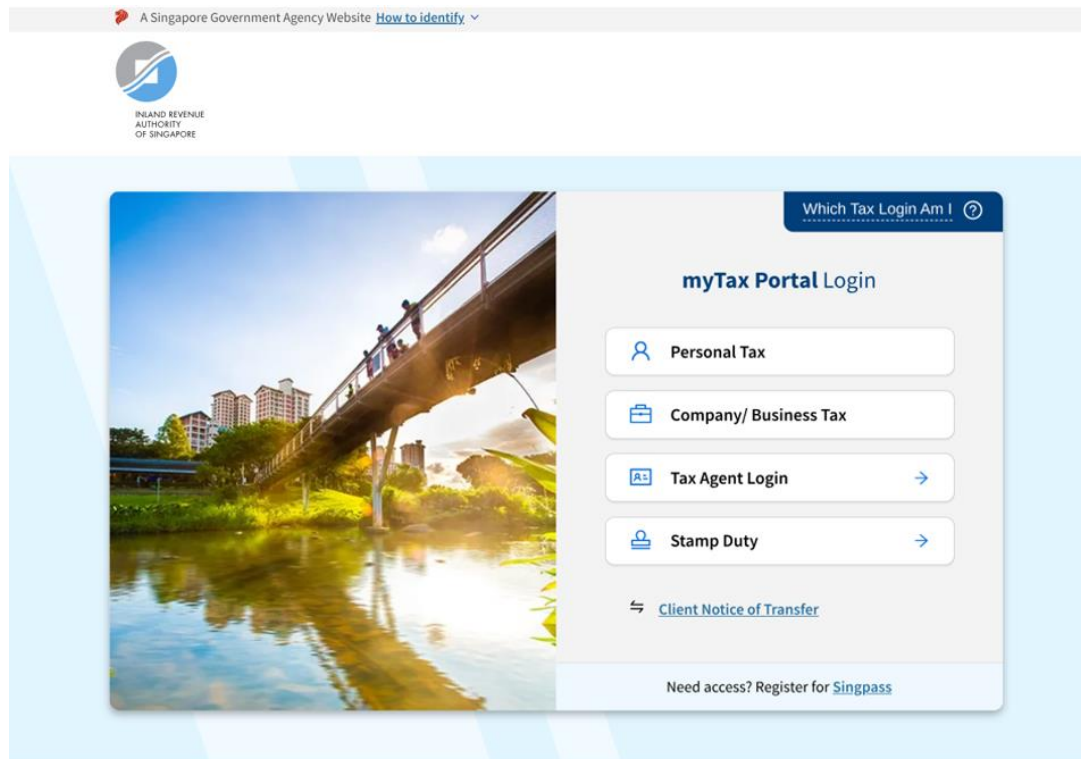 A Singapore Government Agency Website How to identify
INLAND REVENUE
AUTHORITY
OF SINGAPORE
Which Tax Login Am I
myTax Portal Login
Personal Tax
Company/ Business Tax
Tax Agent Login
Stamp Duty
Client Notice of Transfer
Need access? Register for Singpass